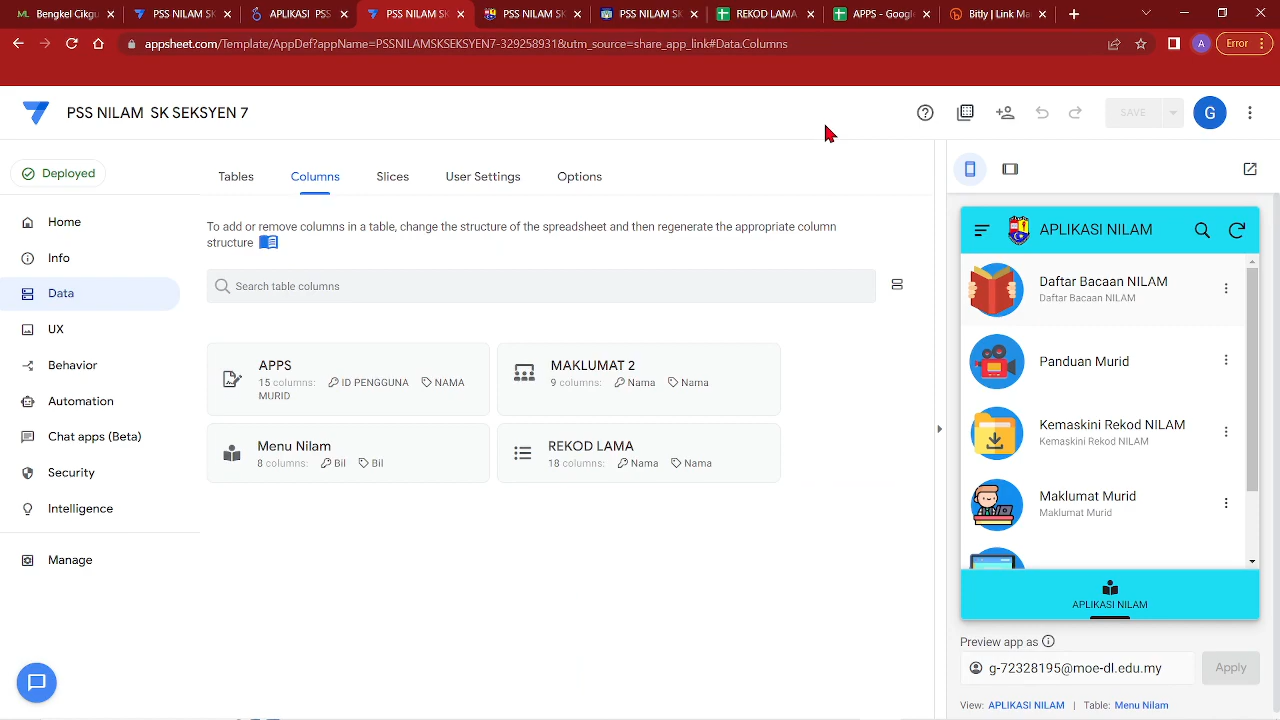 Bengkel Cikgu
PSS NILAM SK
APLIKASI PSS
PSS NILAM SK
PSS NILAM SK
PSS NILAM SK
REKOD LAMA
APPS - Google
Bitly | Link Ma
appsheet.com/Template/AppDef?appName=PSSNILAMSKSEKSYEN7-329258931&utm_source=share_app_link#Data.Columns
A
Error
PSS NILAM SK SEKSYEN 7
SAVE
G
Deployed
Home
Info
Data
UX
Behavior
Automation
Chat apps (Beta)
Security
Intelligence
Manage
Tables
Columns
Slices
User Settings
Options
To add or remove columns in a table, change the structure of the spreadsheet and then regenerate the appropriate column
structure
Search table columns
APPS
15 columns: ID PENGGUNA NAMA
MURID
MAKLUMAT 2
9 columns: Nama Nama
Menu Nilam
8 columns: Bil Bil
REKOD LAMA
18 columns: Nama Nama
APLIKASI NILAM
Daftar Bacaan NILAM
Daftar Bacaan NILAM
Panduan Murid
Kemaskini Rekod NILAM
Kemaskini Rekod NILAM
Maklumat Murid
Maklumat Murid
APLIKASI NILAM
Preview app as
g-72328195@moe-dl.edu.my
Apply
View: APLIKASI NILAM | Table: Menu Nilam